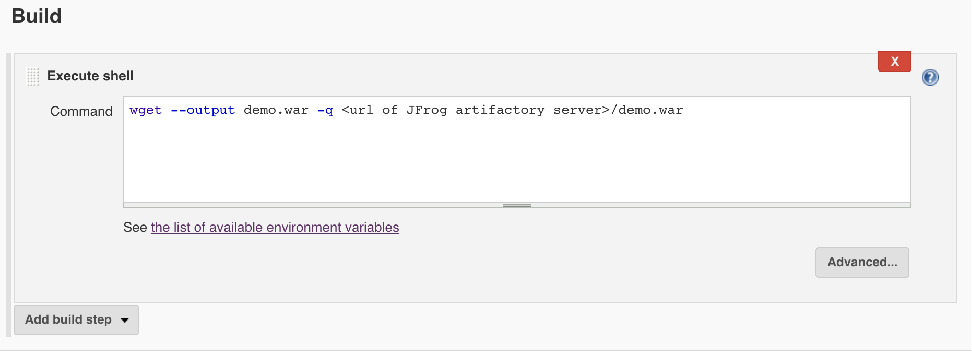 Build
X
Execute shell
?
Command
wget --output demo.war -q <url of JFrog artifactory server>/demo.war
See the list of available environment variables
Advanced...
Add build step